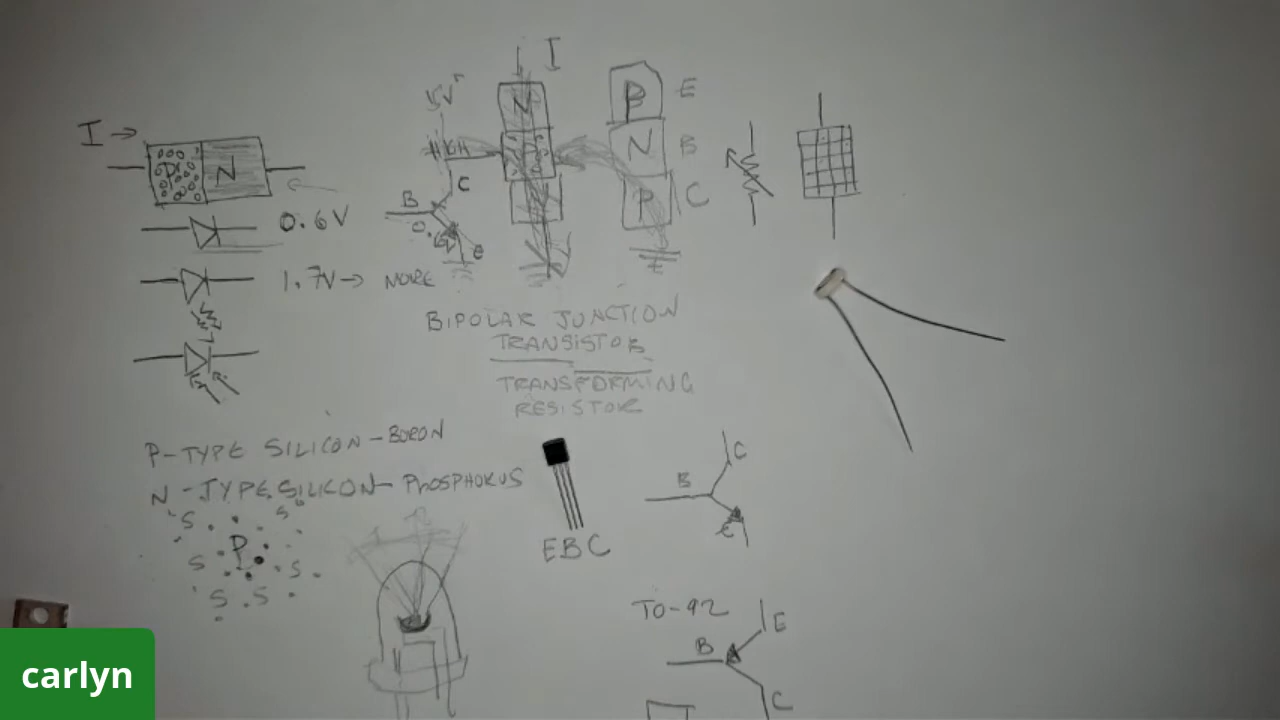 I
P N
0.6V
1.7V → MORE
5V
I
N
C
B
e
P E
N B
P C
BIPOLAR JUNCTION
TRANSISTOR
TRANSFORMING
RESISTOR
P-TYPE SILICON-BORON
N-TYPE SILICON-PHOSPHORUS
S S
P
S S
S S
EBC
B C
E
TO-92
B E
C
carlyn